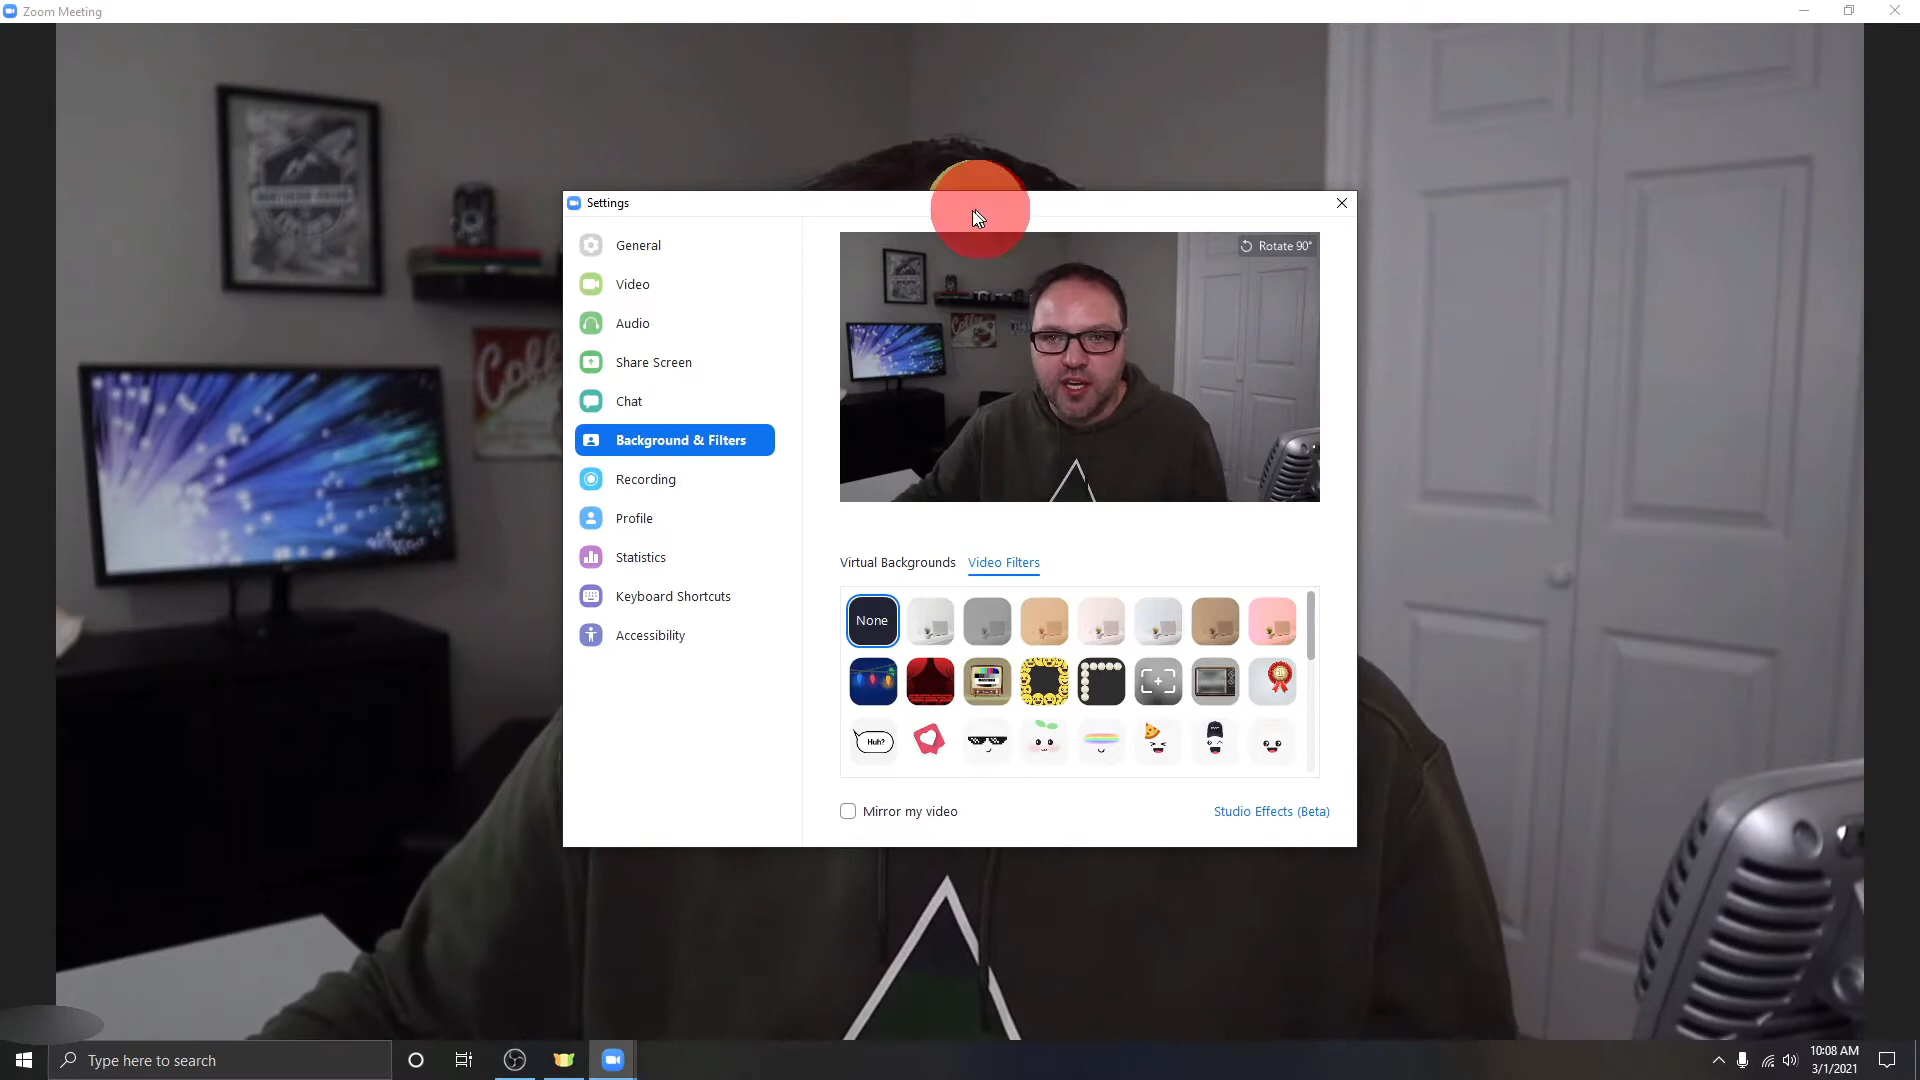 Zoom Meeting
Settings
General
Video
Audio
Share Screen
Chat
Background & Filters
Recording
Profile
Statistics
Keyboard Shortcuts
Accessibility
Rotate 90°
Coffee
Virtual Backgrounds
Video Filters
None
Huh?
Mirror my video
Studio Effects (Beta)
Type here to search
10:08 AM
3/1/2021